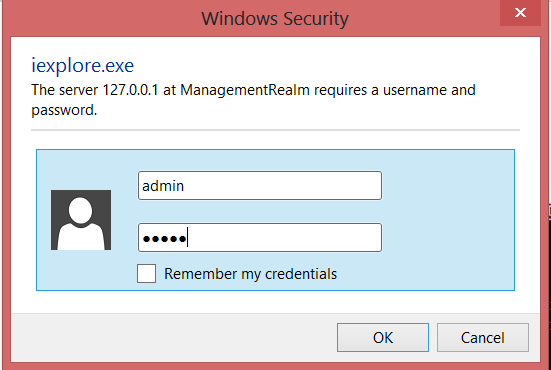 Windows Security
iexplore.exe
The server 127.0.0.1 at ManagementRealm requires a username and
password.
admin
●●●●●
Remember my credentials
OK
Cancel